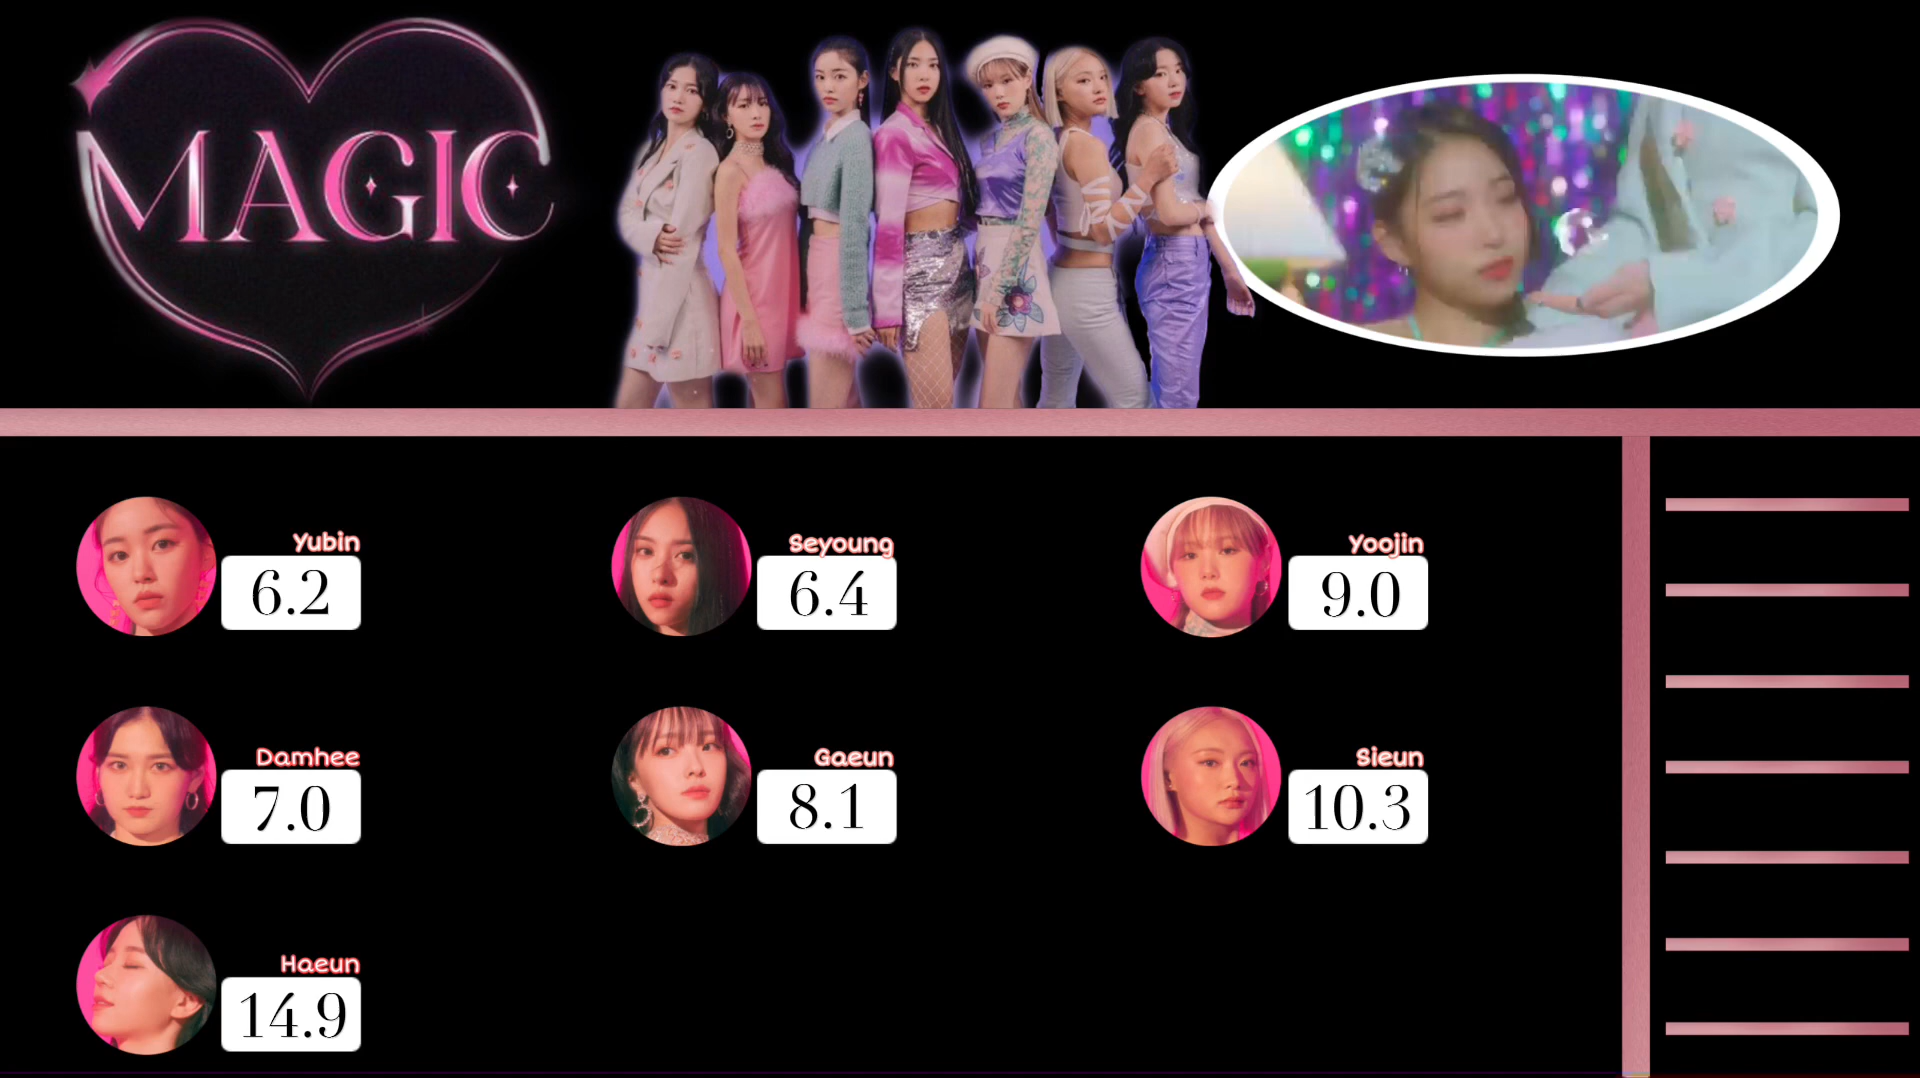 MAGIC
Yubin
6.2
Seyoung
6.4
Yoojin
9.0
Damhee
7.0
Gaeun
8.1
Sieun
10.3
Haeun
14.9